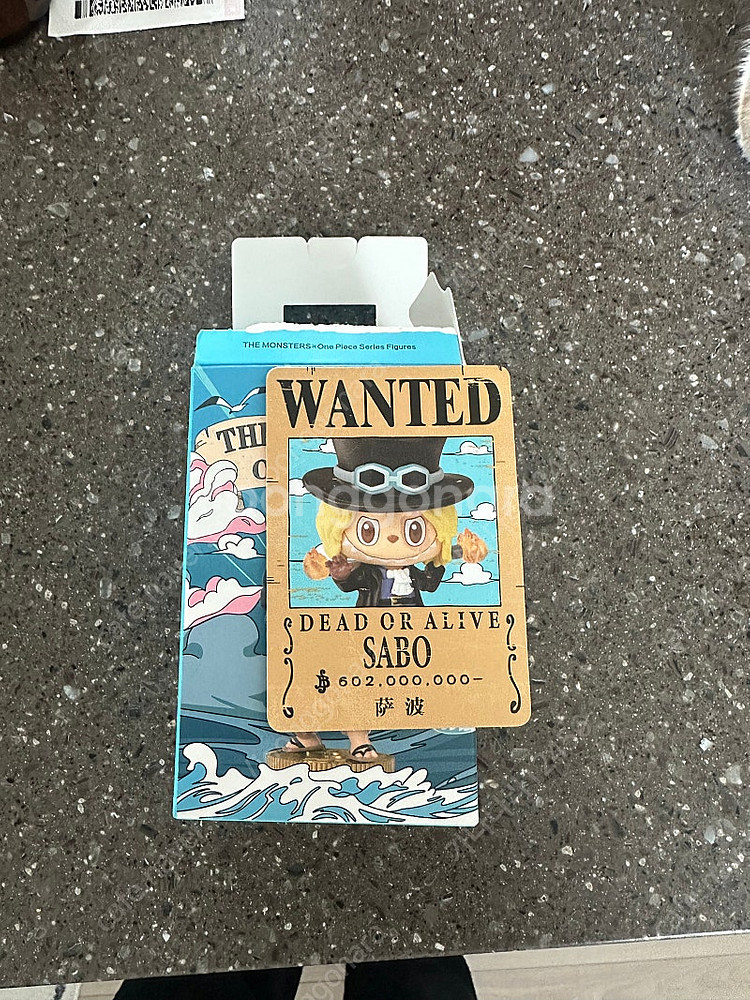 THE MONSTERS×One Piece Series Figures
WANTED
DEAD OR ALIVE
SABO
602,000,000-
萨波